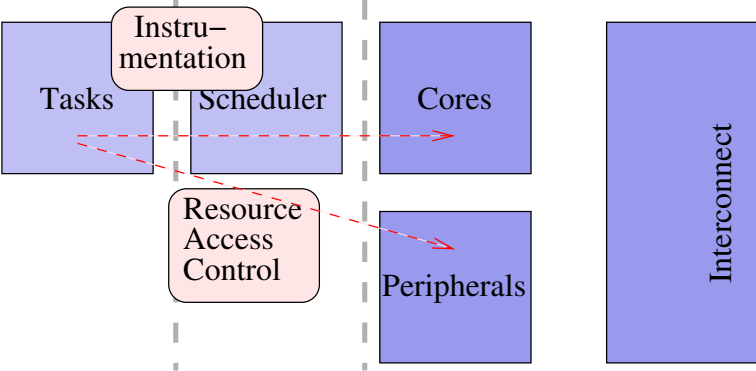 Instru−
mentation
Tasks
Scheduler
Cores
Resource
Access
Control
Peripherals
Interconnect